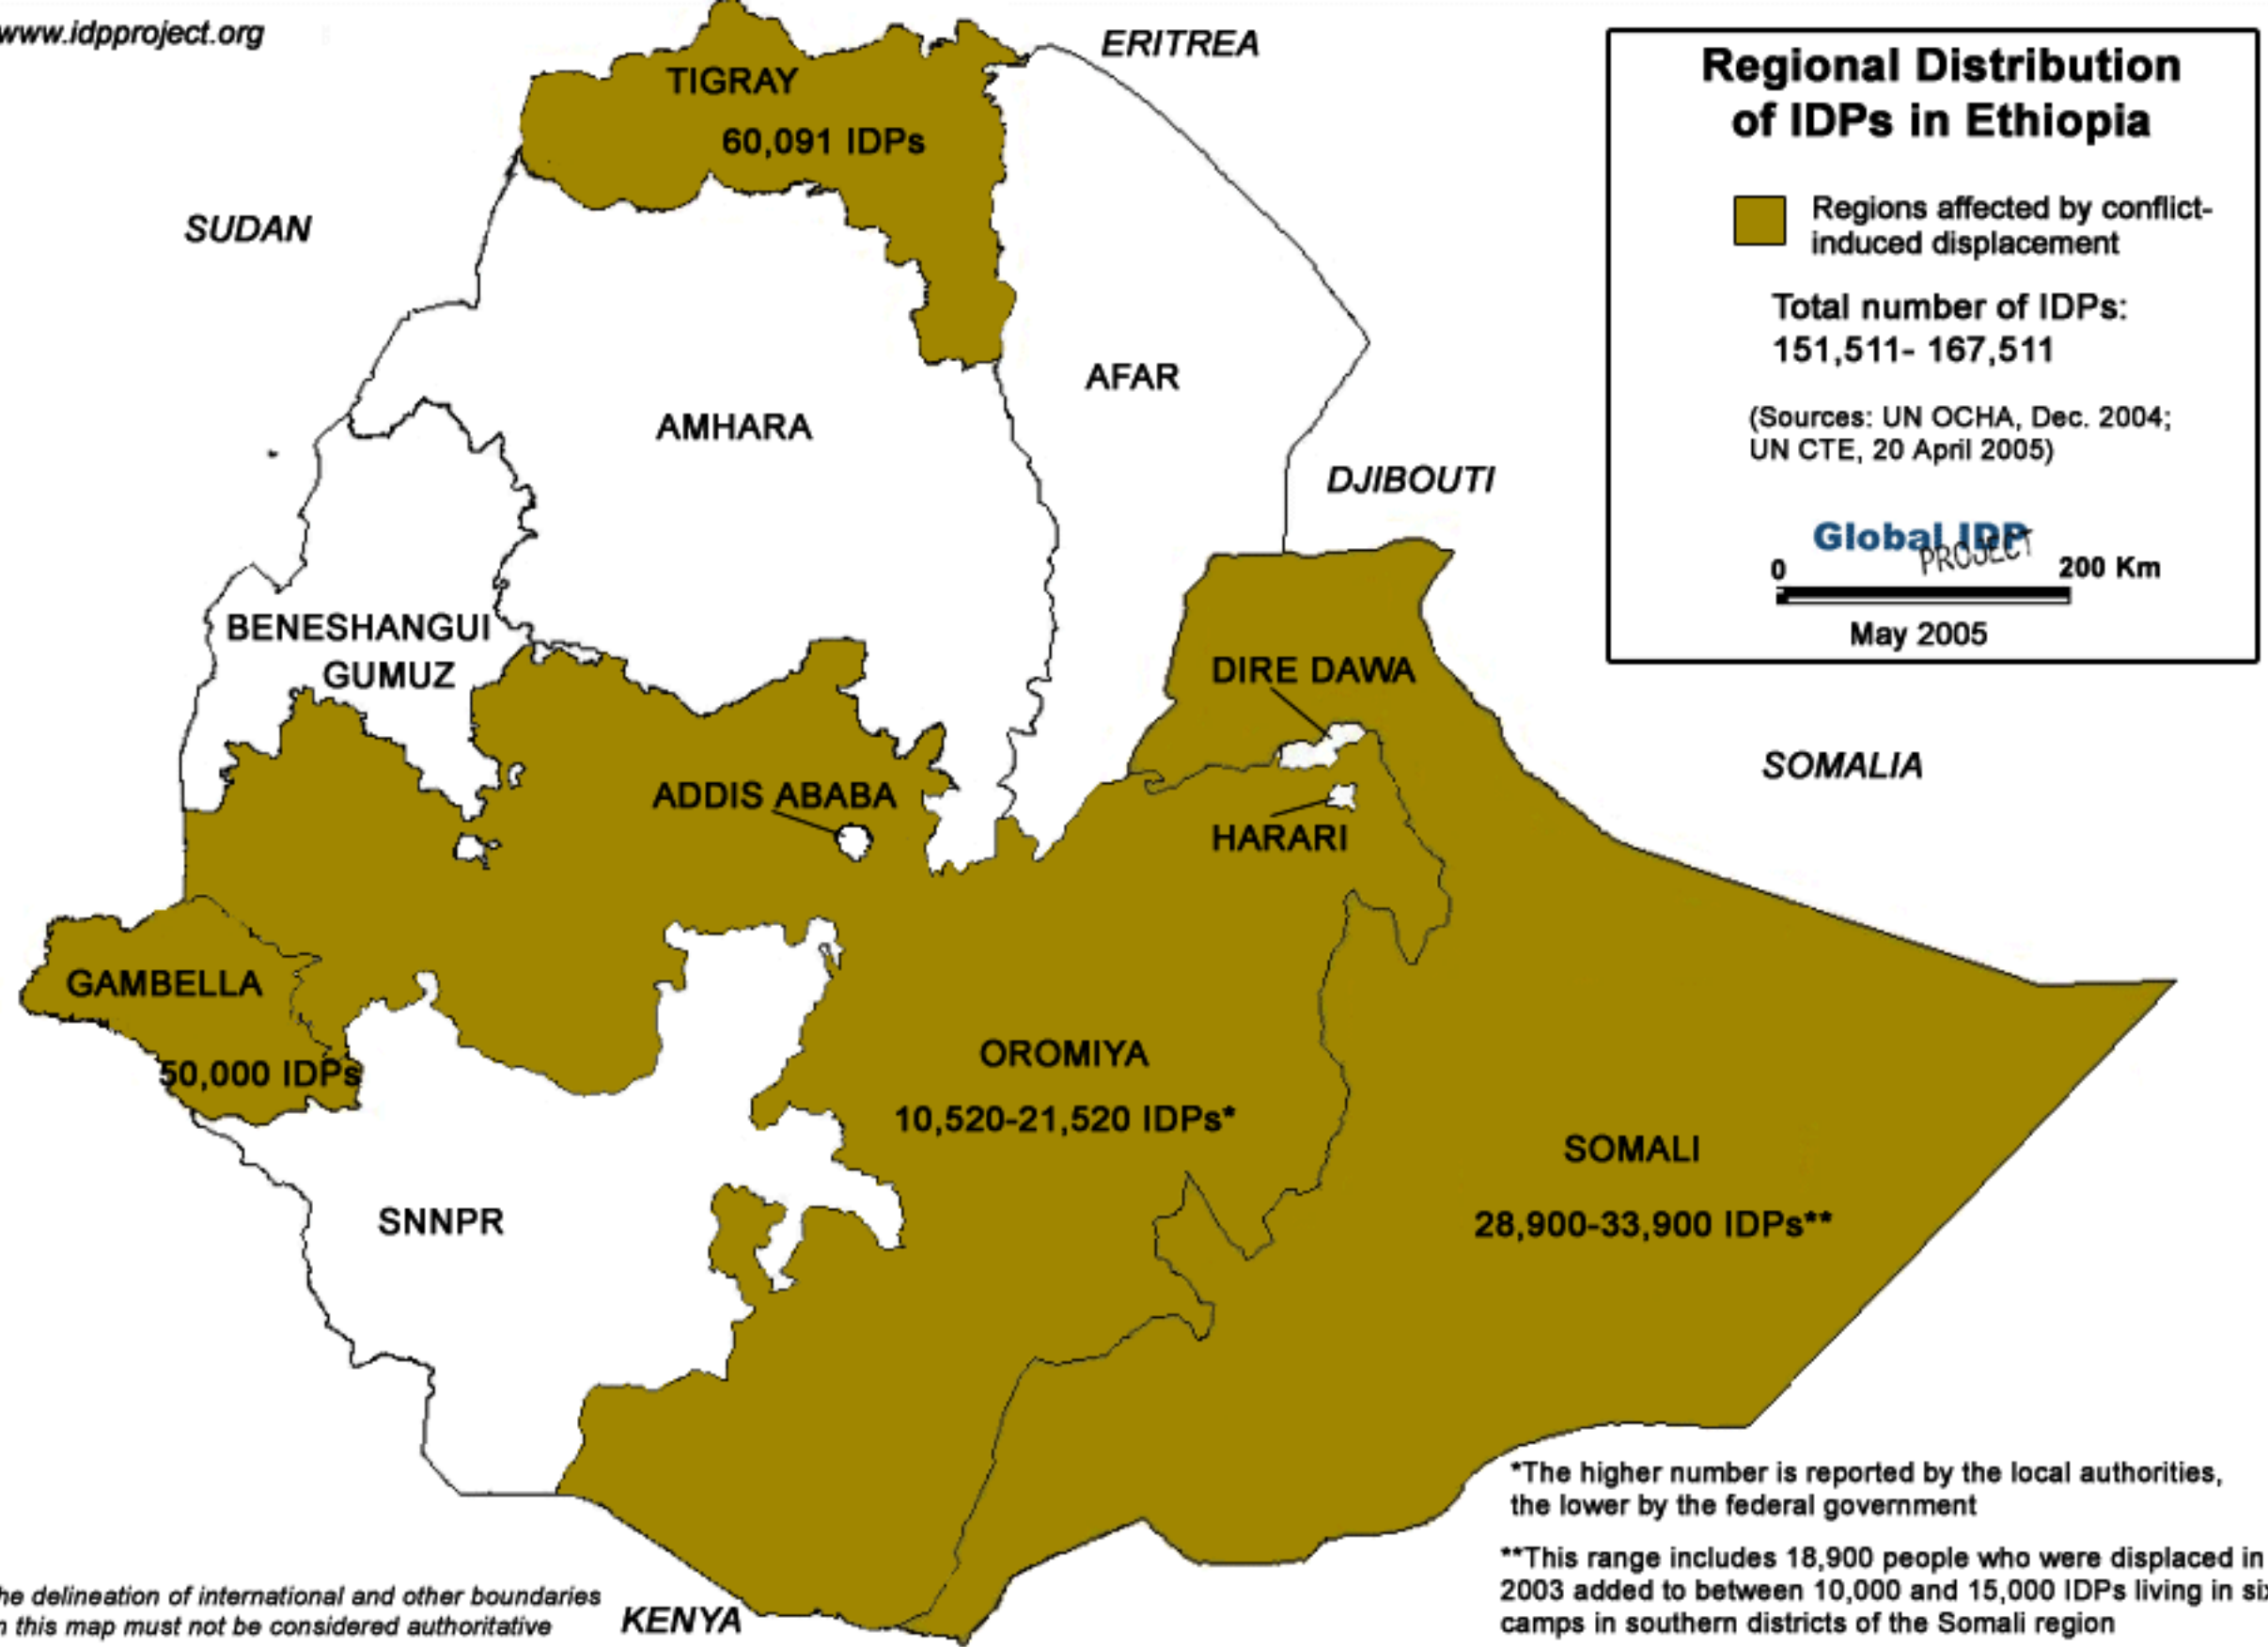 www.idpproject.org
ERITREA
TIGRAY
60,091 IDPs
SUDAN
AFAR
AMHARA
DJIBOUTI
BENESHANGUI
GUMUZ
DIRE DAWA
SOMALIA
ADDIS ABABA
HARARI
GAMBELLA
50,000 IDPs
OROMIYA
10,520-21,520 IDPs*
SOMALI
28,900-33,900 IDPs**
SNNPR
KENYA
Regional Distribution
of IDPs in Ethiopia
Regions affected by conflict-
induced displacement
Total number of IDPs:
151,511- 167,511
(Sources: UN OCHA, Dec. 2004;
UN CTE, 20 April 2005)
Global IDP
PROJECT
0 200 Km
May 2005
*The higher number is reported by the local authorities,
the lower by the federal government
**This range includes 18,900 people who were displaced in
2003 added to between 10,000 and 15,000 IDPs living in six
camps in southern districts of the Somali region
he delineation of international and other boundaries
n this map must not be considered authoritative